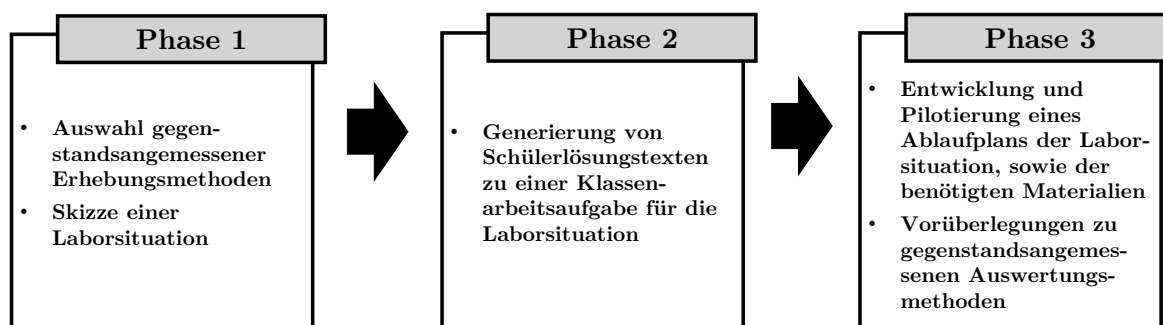 Phase 1
• Auswahl gegen-
standsangemessener
Erhebungsmethoden
• Skizze einer
Laborsituation
Phase 2
• Generierung von
Schülerlösungstexten
zu einer Klassen-
arbeitsaufgabe für die
Laborsituation
Phase 3
• Entwicklung und
Pilotierung eines
Ablaufplans der Labor-
situation, sowie der
benötigten Materialien
• Vorüberlegungen zu
gegenstandsangemes-
senen Auswertungs-
methoden